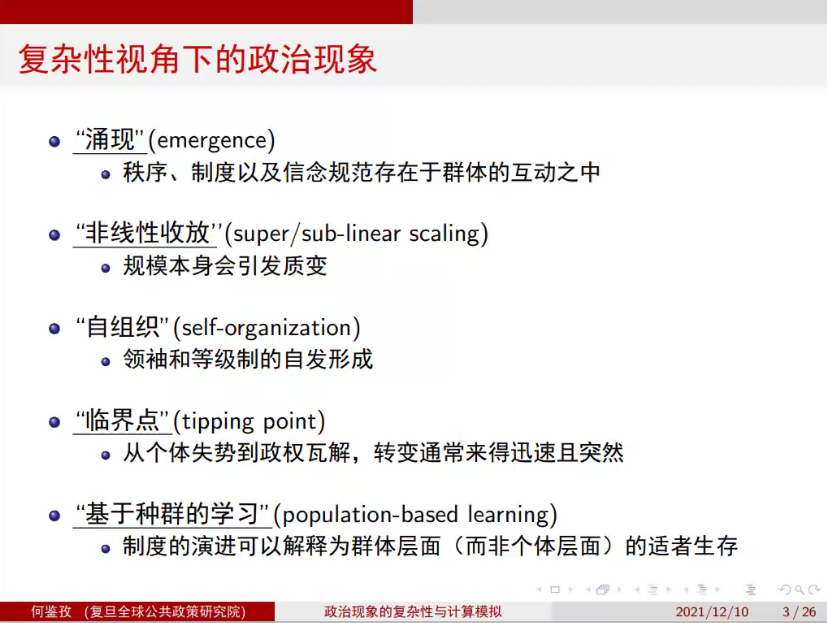 复杂性视角下的政治现象
“涌现”(emergence)
秩序、制度以及信念规范存在于群体的互动之中
“非线性收放’'(super/sub-linear scaling)
规模本身会引发质变
“自组织”(self-organization)
领袖和等级制的自发形成
“临界点”(tipping point)
从个体失势到政权瓦解，转变通常来得迅速且突然
“基于种群的学习”(population-based learning)
制度的演进可以解释为群体层面（而非个体层面）的适者生存
何鉴孜 (复旦全球公共政策研究院) 政治现象的复杂性与计算模拟 2021/12/10 3 / 26